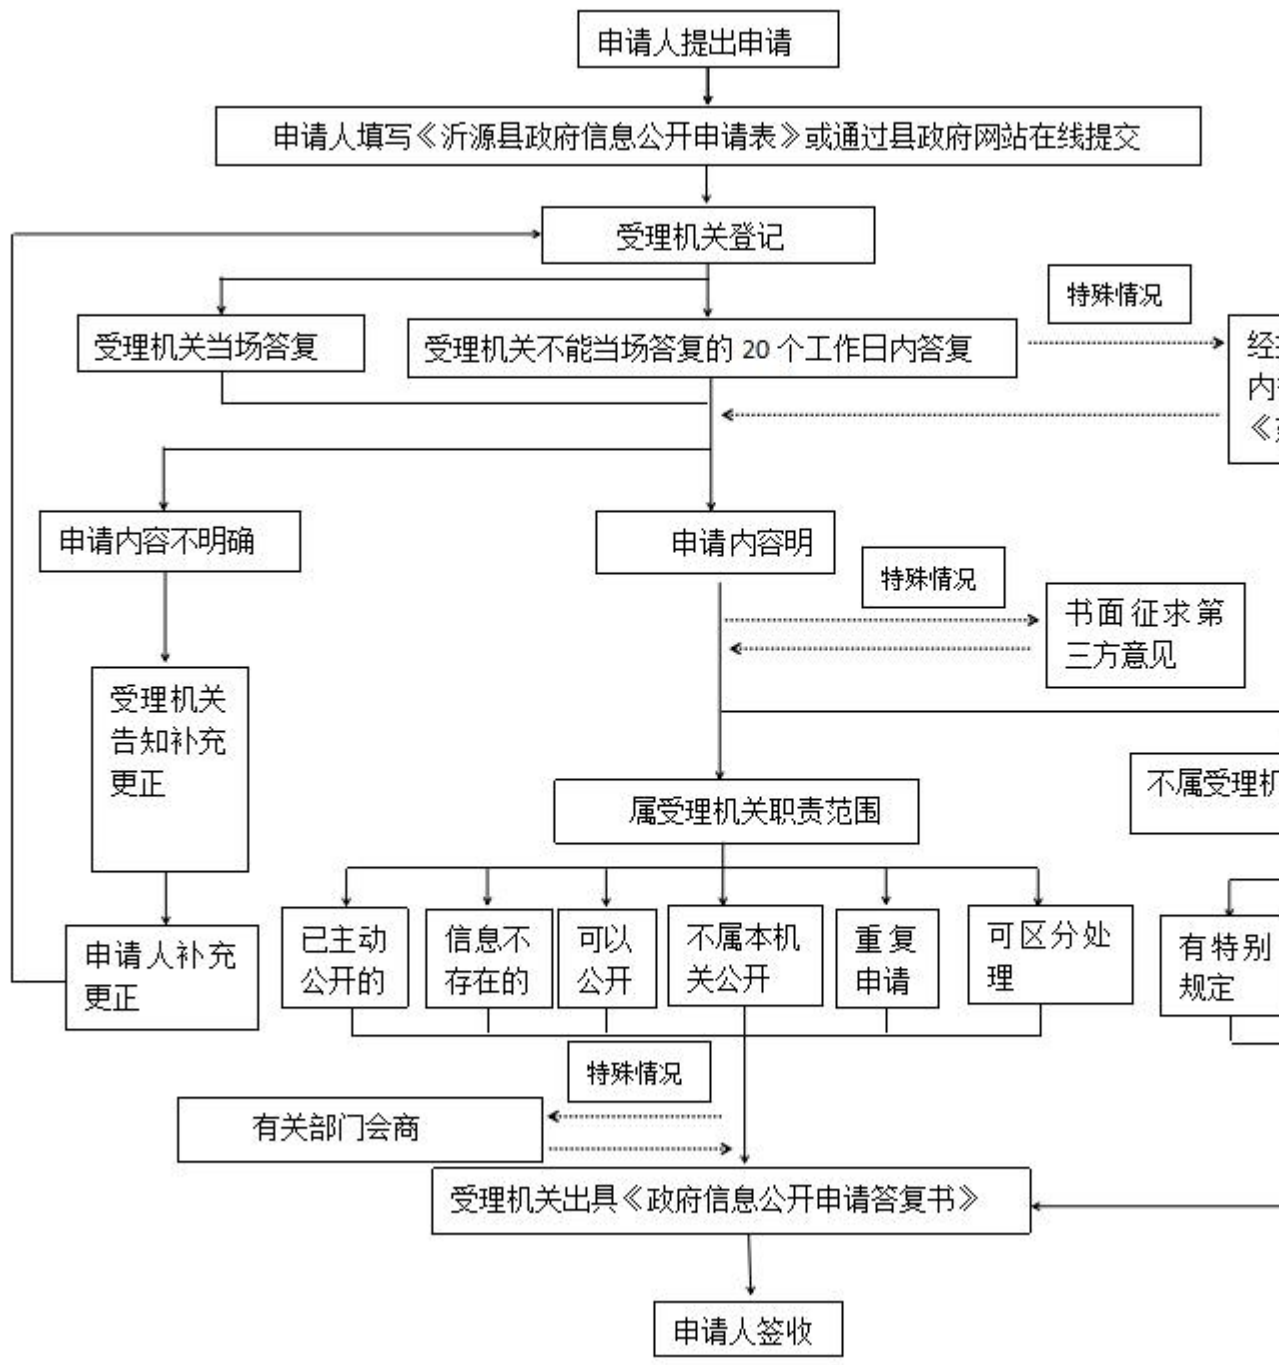 申请人提出申请
申请人填写《沂源县政府信息公开申请表》或通过县政府网站在线提交
受理机关登记
特殊情况
受理机关当场答复
受理机关不能当场答复的 20 个工作日内答复
内
申请内容不明确
申请内容明
特殊情况
书面征求第
三方意见
受理机关
告知补充
更正
不属受理机
属受理机关职责范围
申请人补充
更正
已主动
公开的
信息不
存在的
可以
公开
不属本机
关公开
重复
申请
可区分处
理
有特别
规定
特殊情况
有关部门会商
受理机关出具《政府信息公开申请答复书》
申请人签收